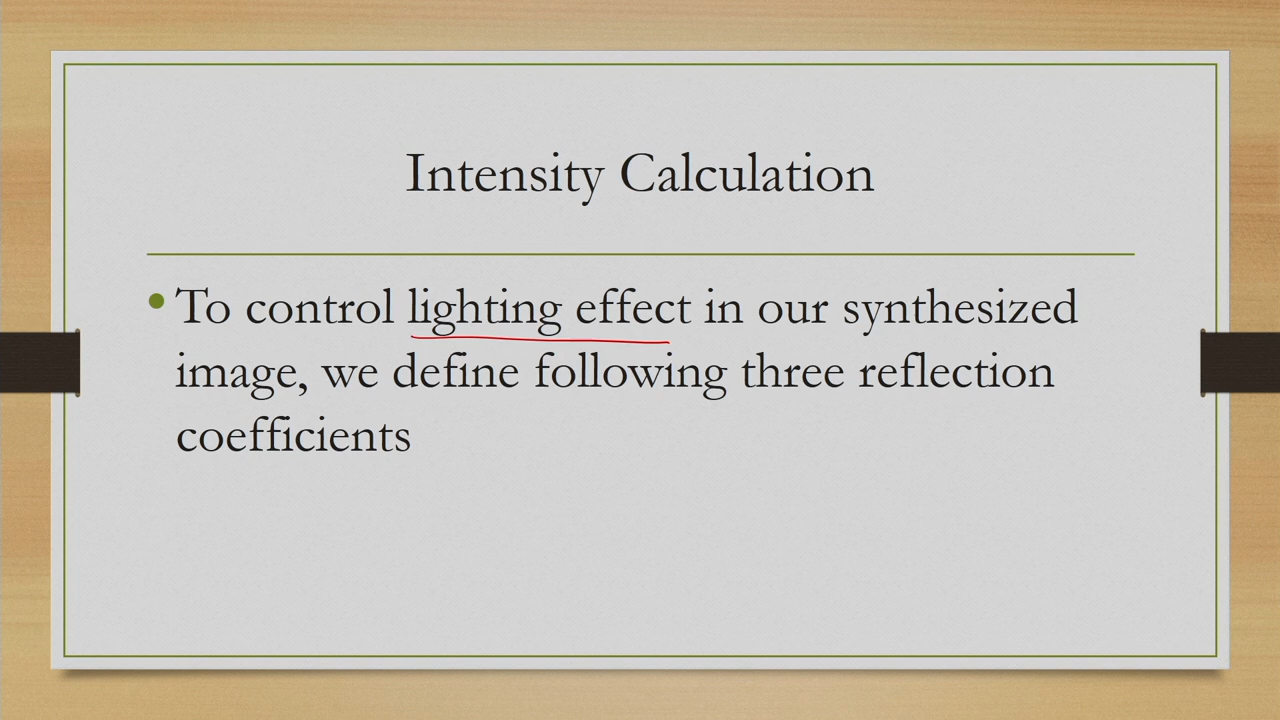 Intensity Calculation
• To control lighting effect in our synthesized
image, we define following three reflection
coefficients